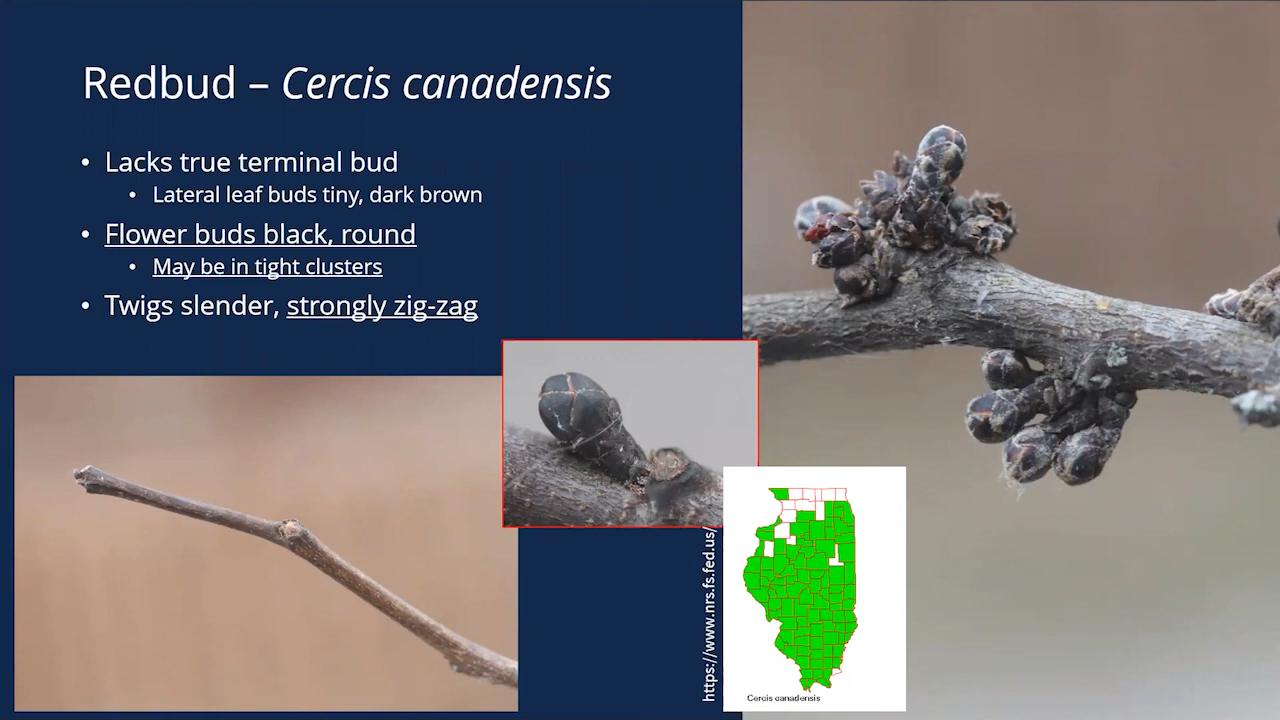 Redbud – Cercis canadensis
• Lacks true terminal bud
• Lateral leaf buds tiny, dark brown
• Flower buds black, round
• May be in tight clusters
• Twigs slender, strongly zig-zag
https://www.nrs.fs.fed.us/
Cercis canadensis